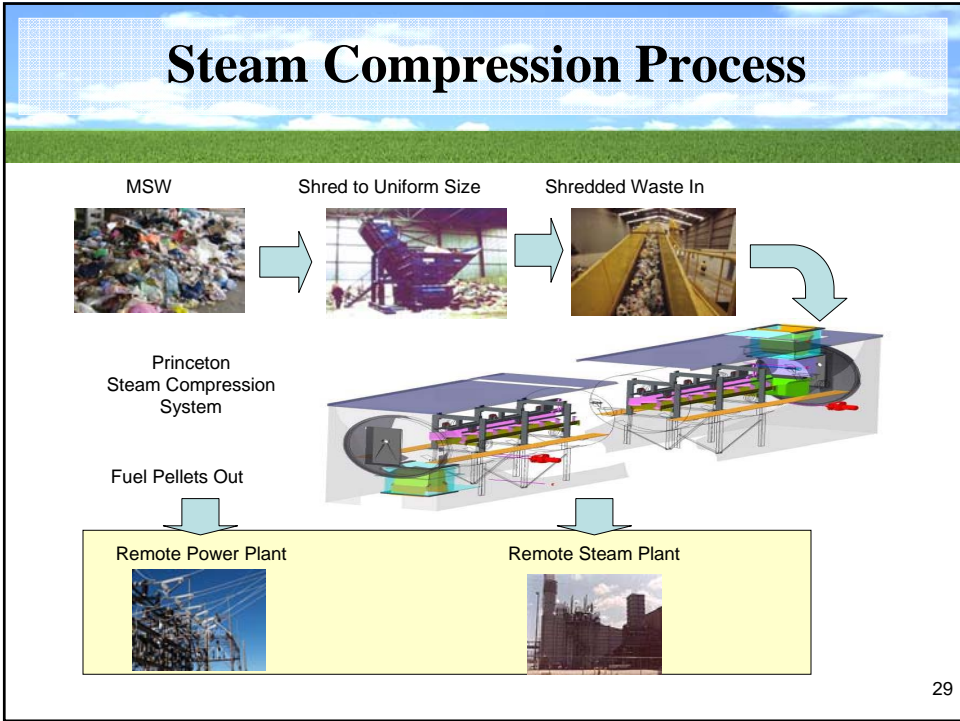 Steam Compression Process
MSW
Shred to Uniform Size
Shredded Waste In
Princeton
Steam Compression
System
Fuel Pellets Out
Remote Power Plant
Remote Steam Plant
29